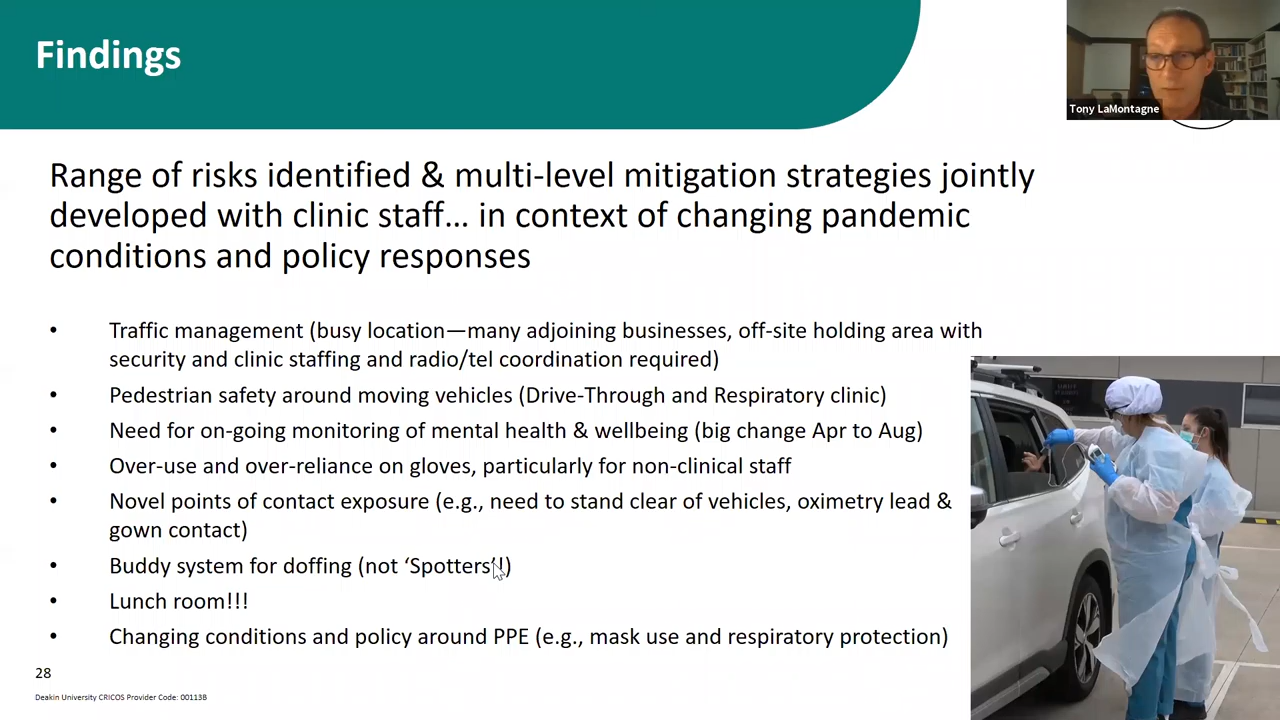 Findings
Tony LaMontagne
Range of risks identified & multi-level mitigation strategies jointly
developed with clinic staff… in context of changing pandemic
conditions and policy responses
• Traffic management (busy location—many adjoining businesses, off-site holding area with
security and clinic staffing and radio/tel coordination required)
• Pedestrian safety around moving vehicles (Drive-Through and Respiratory clinic)
• Need for on-going monitoring of mental health & wellbeing (big change Apr to Aug)
• Over-use and over-reliance on gloves, particularly for non-clinical staff
• Novel points of contact exposure (e.g., need to stand clear of vehicles, oximetry lead &
gown contact)
• Buddy system for doffing (not ‘Spotters’!!)
• Lunch room!!!
• Changing conditions and policy around PPE (e.g., mask use and respiratory protection)
28
Deakin University CRICOS Provider Code: 00113B